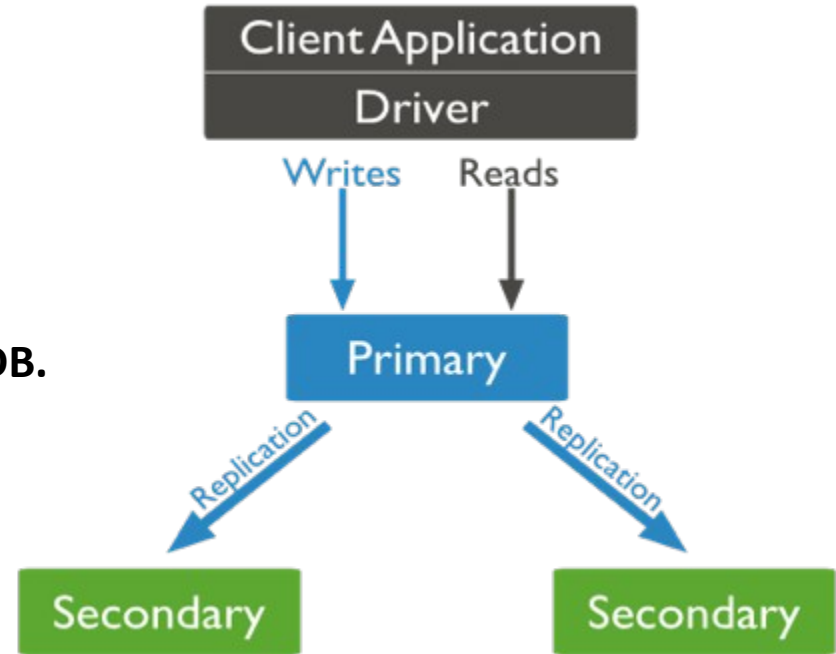 Client Application
Driver
Writes Reads
DB.
Primary
Replication Replication
Secondary Secondary